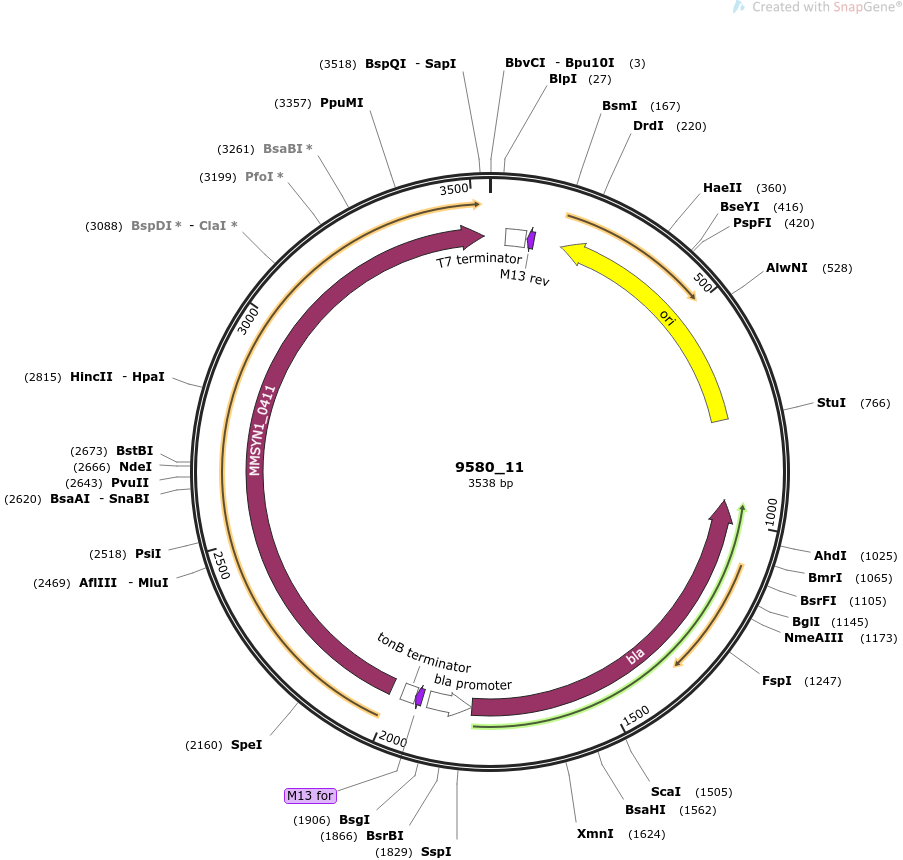 Created with SnapGene®
(3518) BspQI - SapI
BbvCI - Bpu10I (3)
BlpI (27)
(3357) PpuMI
BsmI (167)
DrdI (220)
(3261) BsaBI *
(3199) PfoI *
(3088) BspDI * - ClaI *
HaeII (360)
BseYI (416)
PspFI (420)
AlwNI (528)
3500
T7 terminator
M13 rev
500
ori
3000
(2815) HincII - HpaI
StuI (766)
MMSYN1_0411
(2673) BstBI
(2666) NdeI
(2643) PvuII
(2620) BsaAI - SnaBI
9580_11
3538 bp
1000
(2518) PsiI
(2469) AflIII - MluI
2500
AhdI (1025)
BmrI (1065)
BsrFI (1105)
BglI (1145)
NmeAIII (1173)
FspI (1247)
tonB terminator
bla promoter
bla
1500
2000
(2160) SpeI
M13 for
(1906) BsgI
(1866) BsrBI
(1829) SspI
ScaI (1505)
BsaHI (1562)
XmnI (1624)